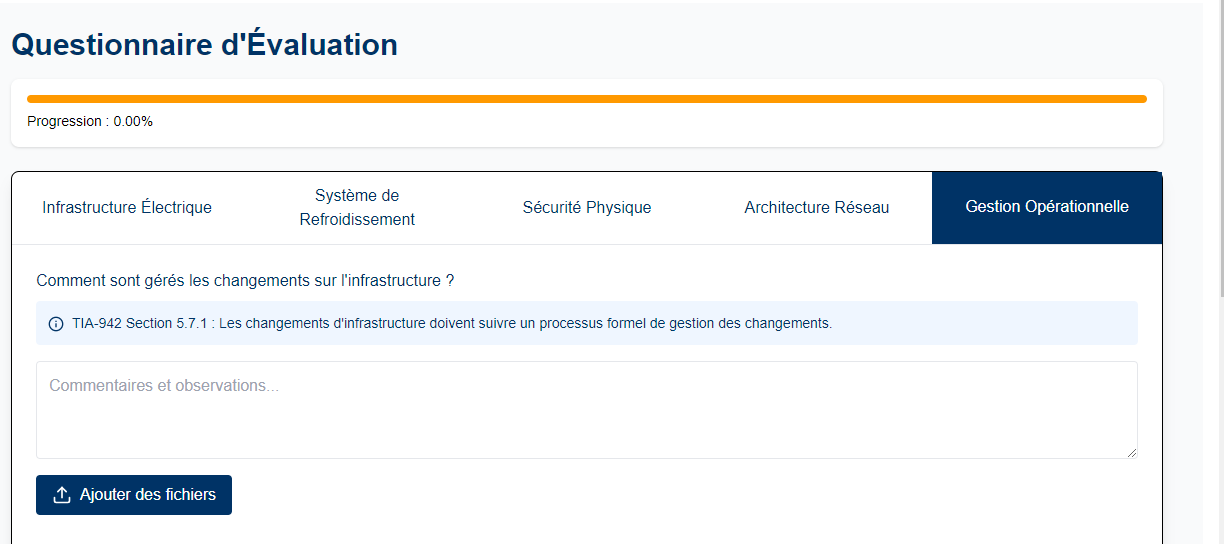 Questionnaire d'Évaluation
Progression : 0.00%
Infrastructure Électrique
Système de
Refroidissement
Sécurité Physique
Architecture Réseau
Gestion Opérationnelle
Comment sont gérés les changements sur l'infrastructure ?
TIA-942 Section 5.7.1 : Les changements d'infrastructure doivent suivre un processus formel de gestion des changements.
Commentaires et observations...
Ajouter des fichiers